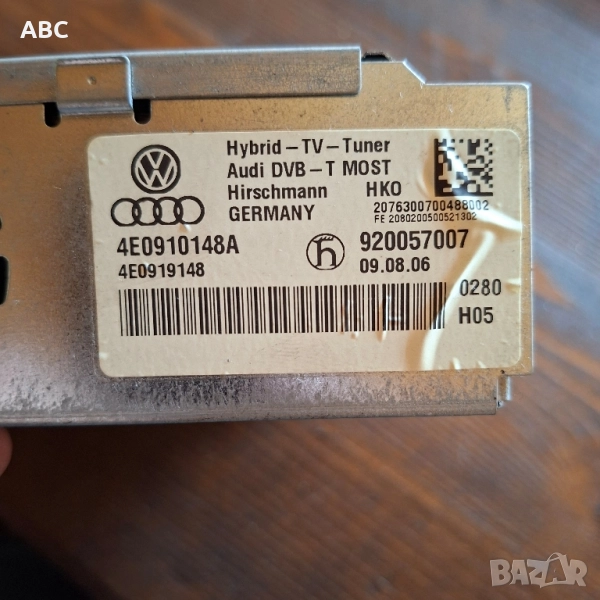 ABC
Hybrid-TV-Tuner
Audi DVB-T MOST
Hirschmann HKO
GERMANY
2076300700488002
FE 2080200500521302
4E0910148A
4E0919148
h
920057007
09.08.06
0280
H05
BAZAR